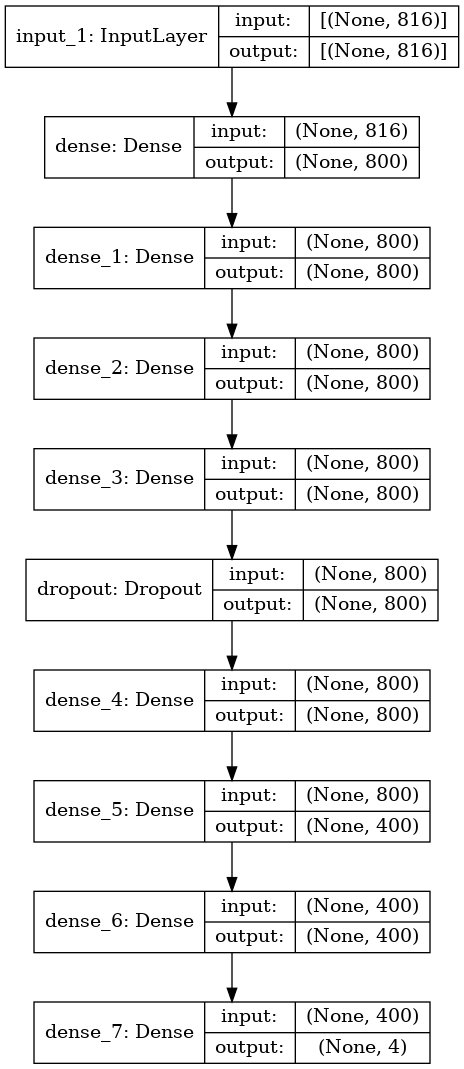 input_1: InputLayer
input: [(None, 816)]
output: [(None, 816)]
dense: Dense
input: (None, 816)
output: (None, 800)
dense_1: Dense
input: (None, 800)
output: (None, 800)
dense_2: Dense
input: (None, 800)
output: (None, 800)
dense_3: Dense
input: (None, 800)
output: (None, 800)
dropout: Dropout
input: (None, 800)
output: (None, 800)
dense_4: Dense
input: (None, 800)
output: (None, 800)
dense_5: Dense
input: (None, 800)
output: (None, 400)
dense_6: Dense
input: (None, 400)
output: (None, 400)
dense_7: Dense
input: (None, 400)
output: (None, 4)